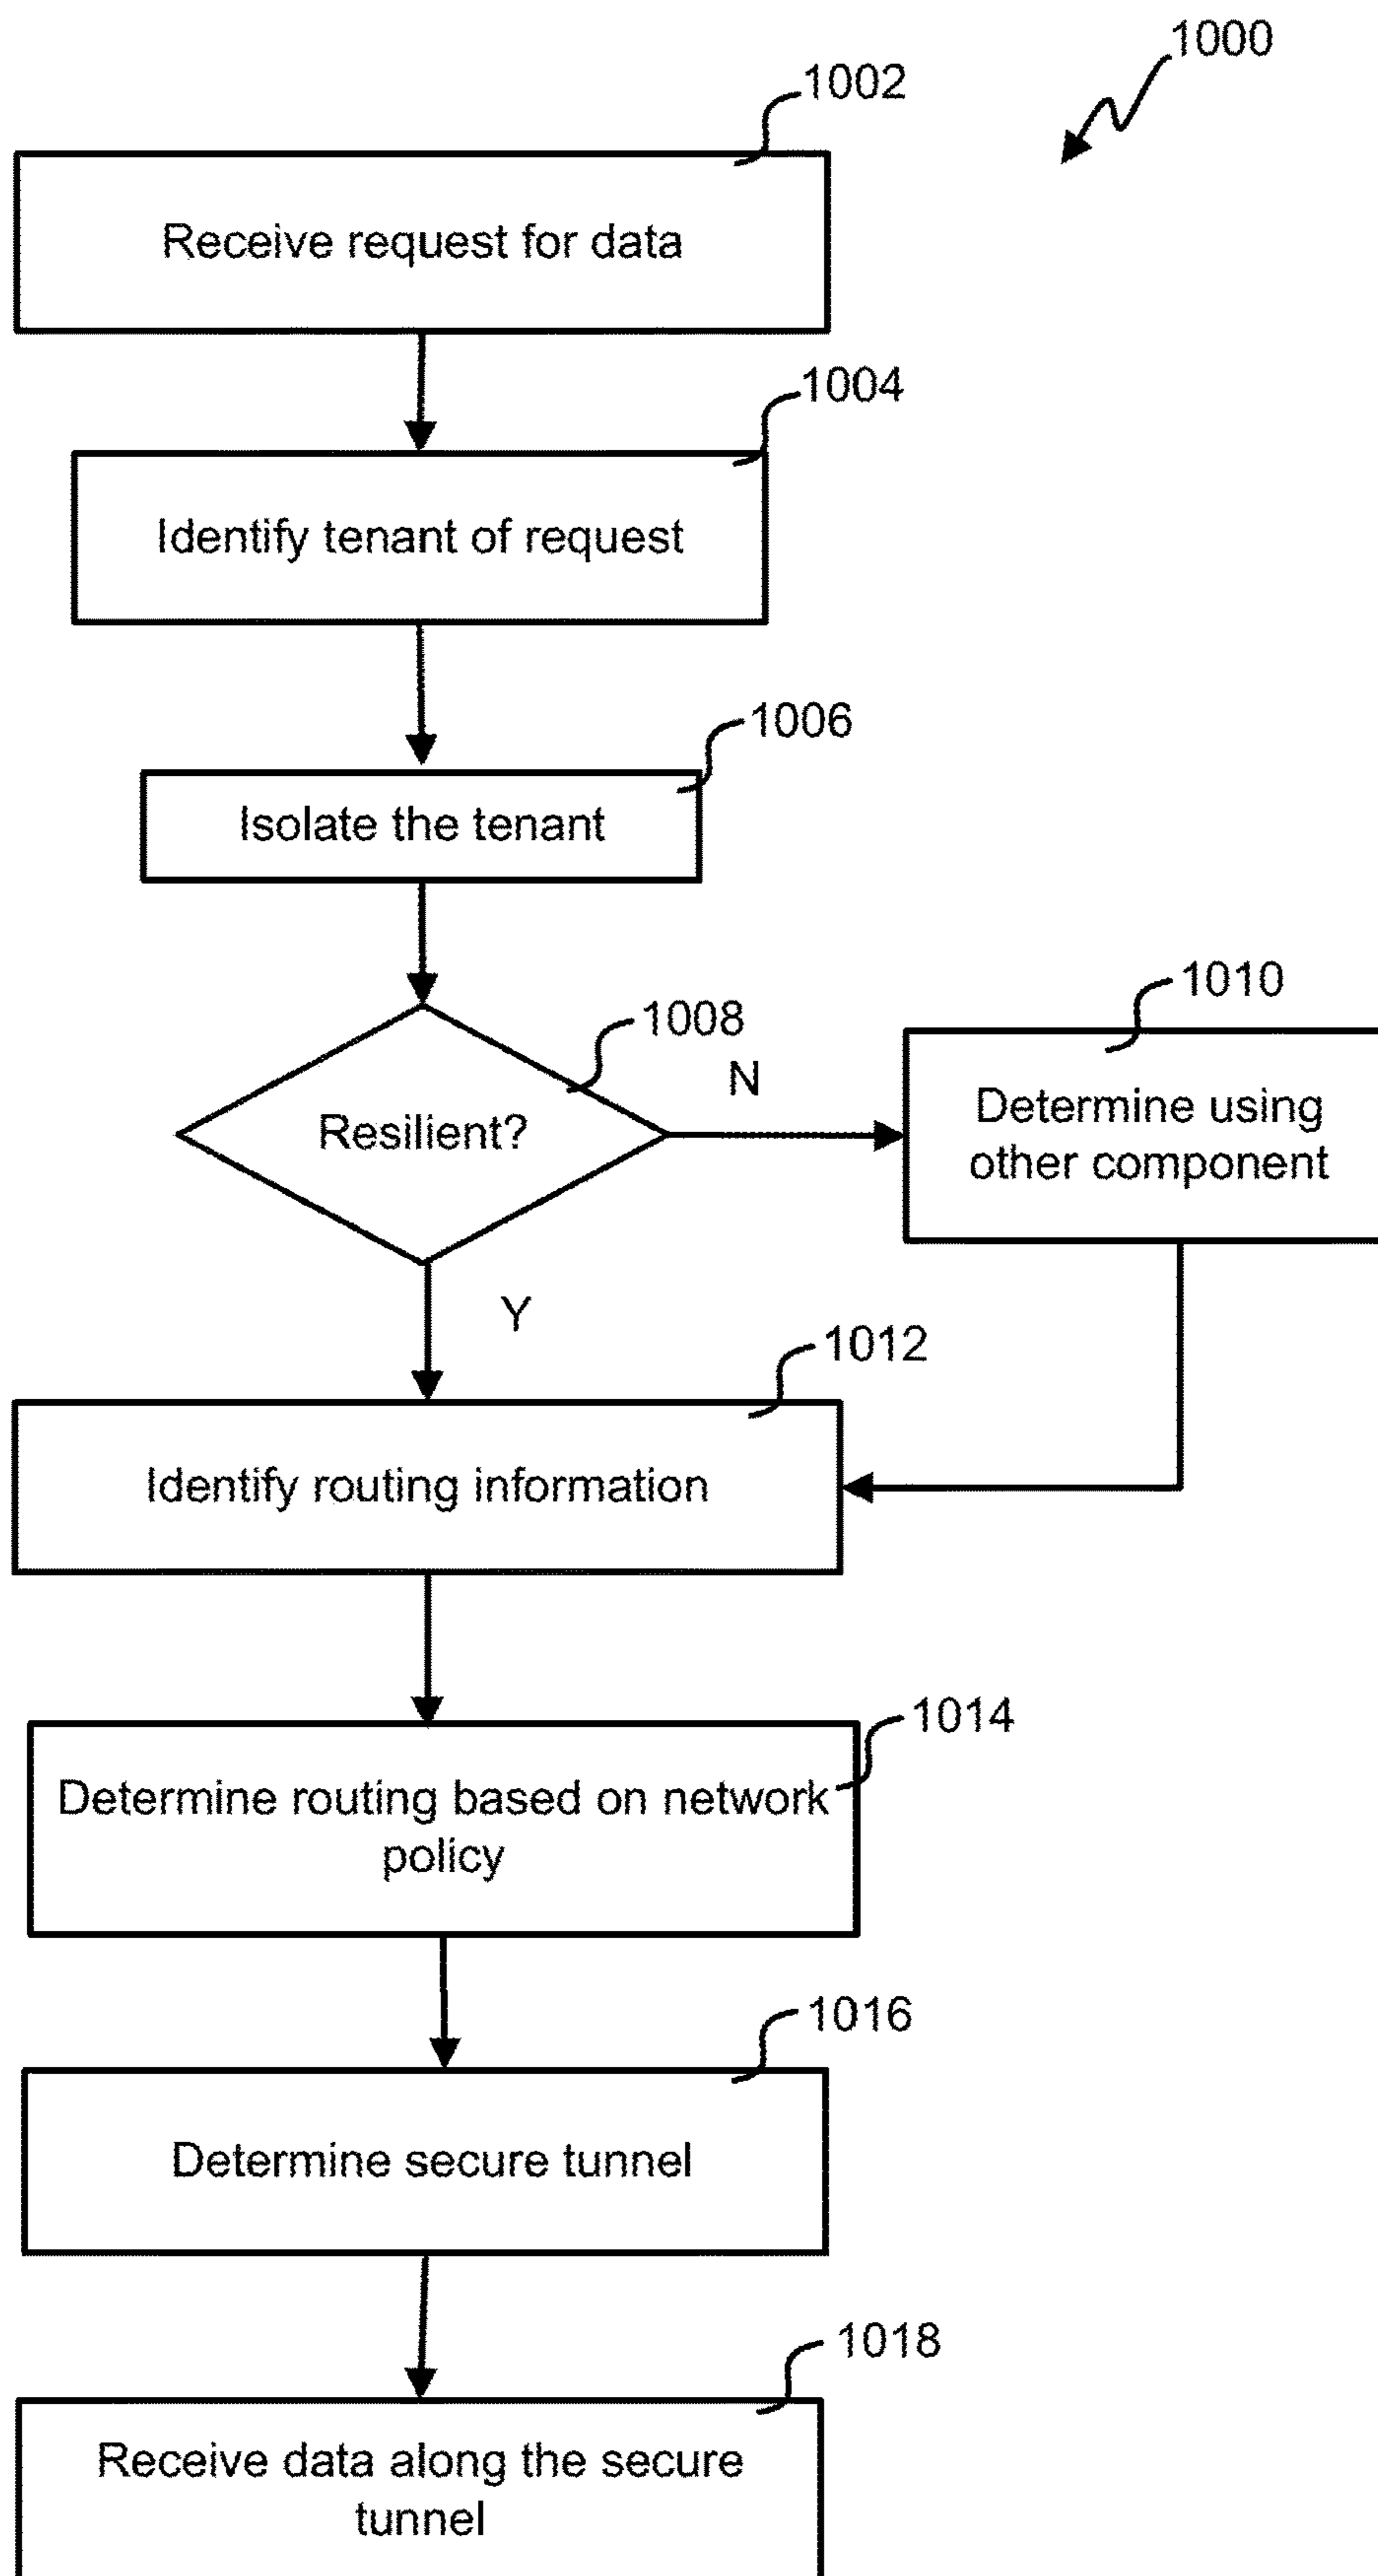 1000
1002
Receive request for data
1004
Identify tenant of request
1006
Isolate the tenant
1008
Resilient?
N
1010
Determine using
other component
Y
1012
Identify routing information
1014
Determine routing based on network
policy
1016
Determine secure tunnel
1018
Receive data along the secure
tunnel